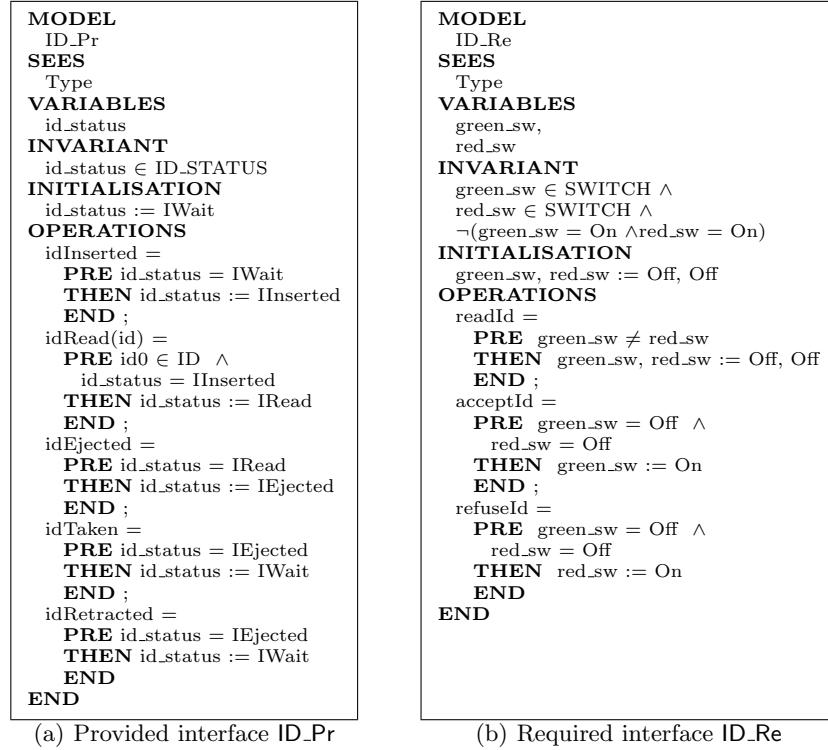 MODEL
ID_Pr
SEES
Type
VARIABLES
id_status
INVARIANT
id_status ∈ ID_STATUS
INITIALISATION
id_status := IWait
OPERATIONS
idInserted =
PRE id_status = IWait
THEN id_status := IInserted
END ;
idRead(id) =
PRE id0 ∈ ID ∧
id_status = IInserted
THEN id_status := IRead
END ;
idEjected =
PRE id_status = IRead
THEN id_status := IEjected
END ;
idTaken =
PRE id_status = IEjected
THEN id_status := IWait
END ;
idRetracted =
PRE id_status = IEjected
THEN id_status := IWait
END
END
(a) Provided interface ID_Pr
MODEL
ID_Re
SEES
Type
VARIABLES
green_sw,
red_sw
INVARIANT
green_sw ∈ SWITCH ∧
red_sw ∈ SWITCH ∧
¬(green_sw = On ∧red_sw = On)
INITIALISATION
green_sw, red_sw := Off, Off
OPERATIONS
readId =
PRE green_sw ≠ red_sw
THEN green_sw, red_sw := Off, Off
END ;
acceptId =
PRE green_sw = Off ∧
red_sw = Off
THEN green_sw := On
END ;
refuseId =
PRE green_sw = Off ∧
red_sw = Off
THEN red_sw := On
END
END
(b) Required interface ID_Re